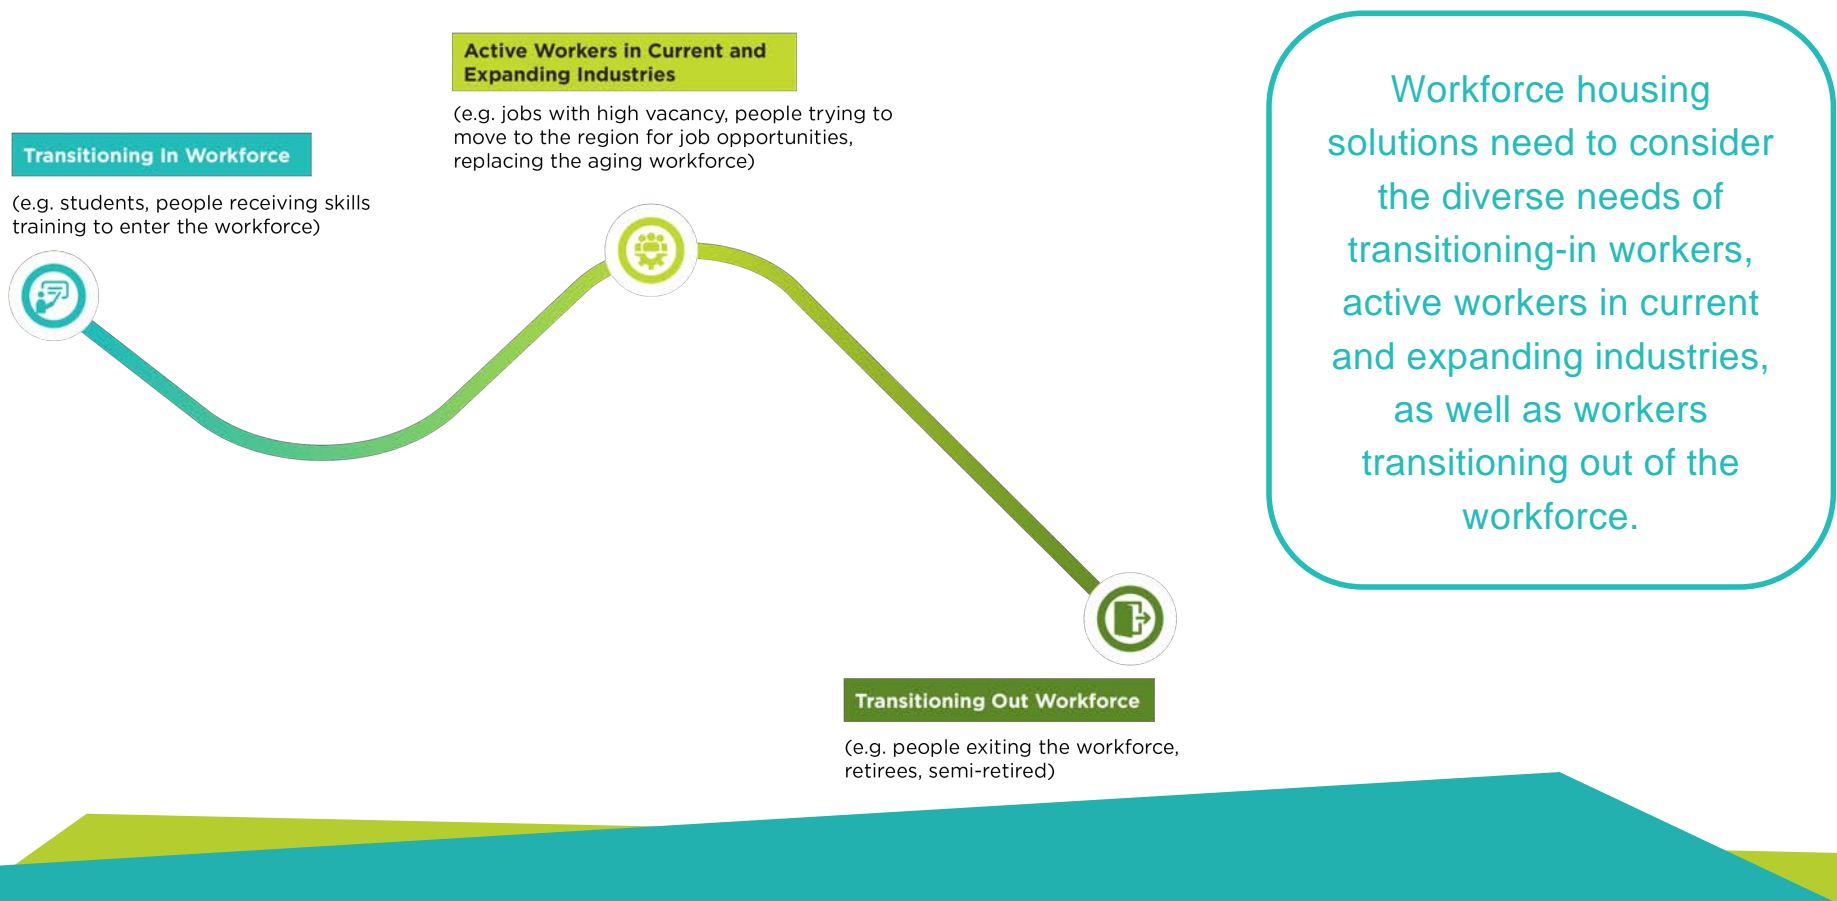 Transitioning In Workforce
(e.g. students, people receiving skills
training to enter the workforce)
Active Workers in Current and
Expanding Industries
(e.g. jobs with high vacancy, people trying to
move to the region for job opportunities,
replacing the aging workforce)
Transitioning Out Workforce
(e.g. people exiting the workforce,
retirees, semi-retired)
Workforce housing
solutions need to consider
the diverse needs of
transitioning-in workers,
active workers in current
and expanding industries,
as well as workers
transitioning out of the
workforce.